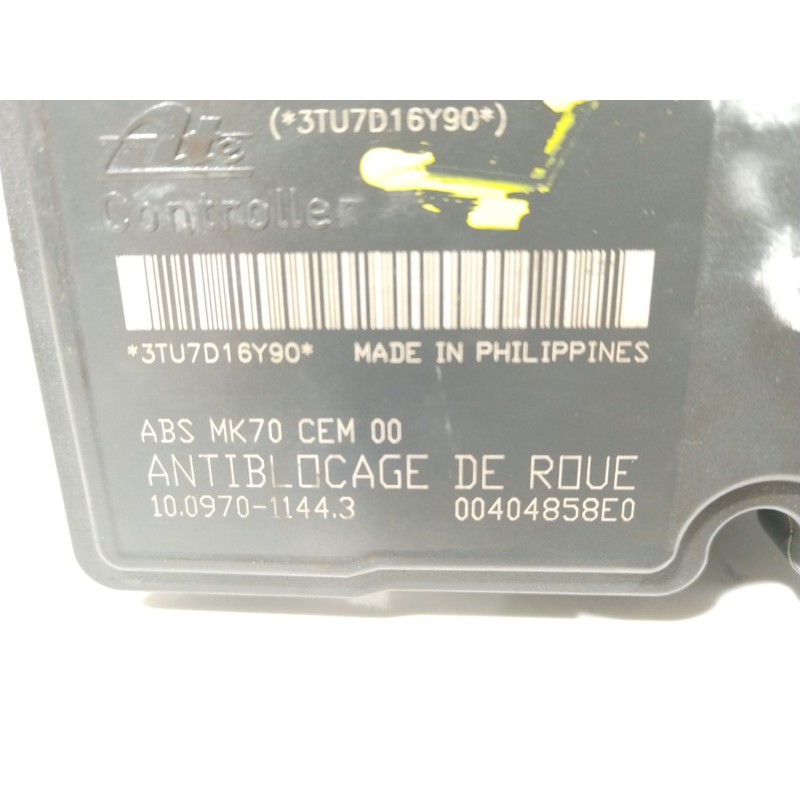 (*3TU7D16Y90*)
Ate
Controller
*3TU7D16Y90* MADE IN PHILIPPINES
ABS MK70 CEM 00
ANTIBLOCAGE DE ROUE
10.0970-1144.3 00404858E0